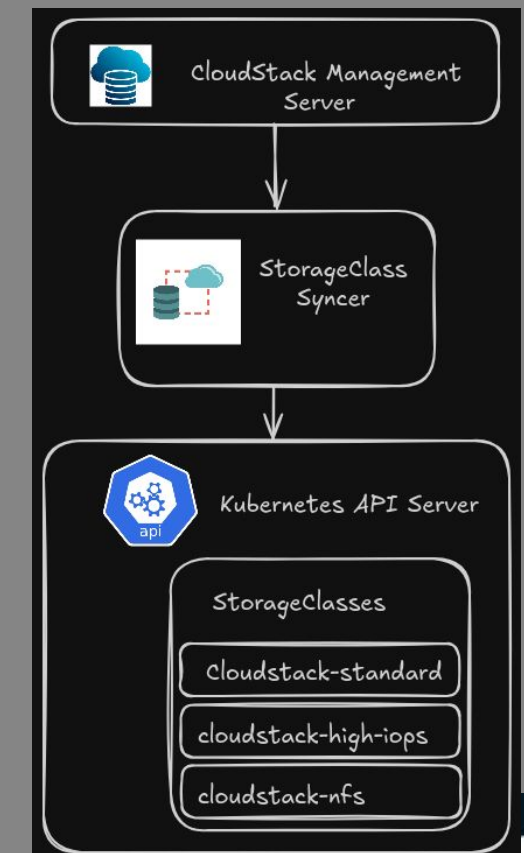 CloudStack Management
Server
StorageClass
Syncer
Kubernetes API Server
api
StorageClasses
Cloudstack-standard
cloudstack-high-iops
cloudstack-nfs